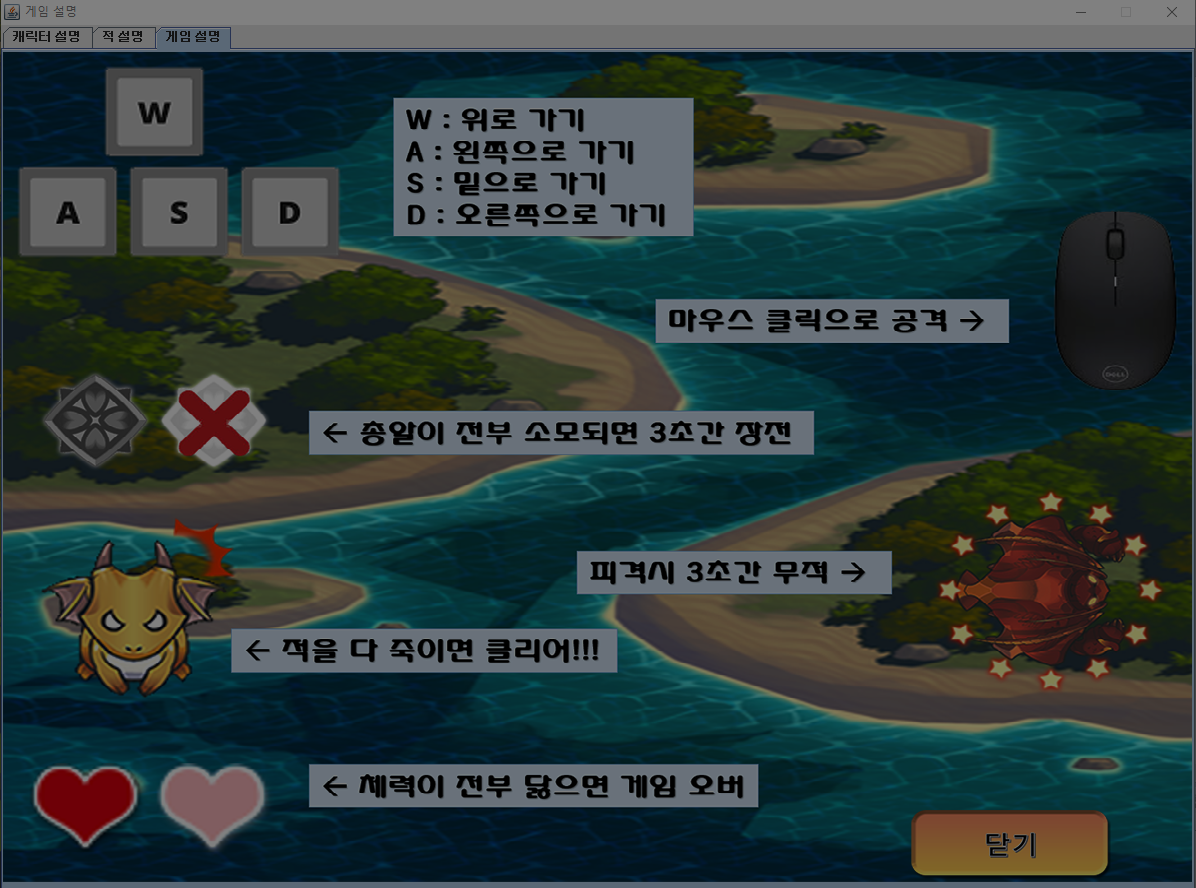 게임 설명
캐릭터 설명 적 설명 게임 설명
W
A S D
W : 위로 가기
A : 왼쪽으로 가기
S : 밑으로 가기
D : 오른쪽으로 가기
마우스 클릭으로 공격 →
DELL
← 총알이 전부 소모되면 3초간 장전
피격시 3초간 무적 →
← 적을 다 죽이면 클리어!!!
← 체력이 전부 닳으면 게임 오버
닫기